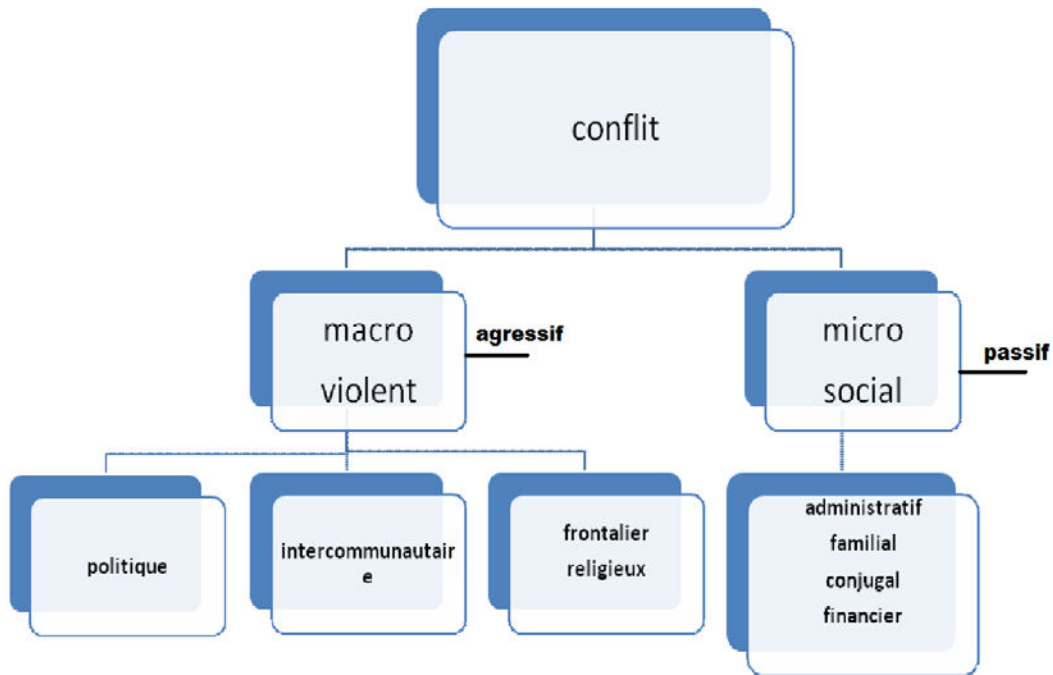 conflit
macro
violent
agressif
micro
social
passif
politique
intercommunautair
e
frontalier
religieux
administratif
familial
conjugal
financier